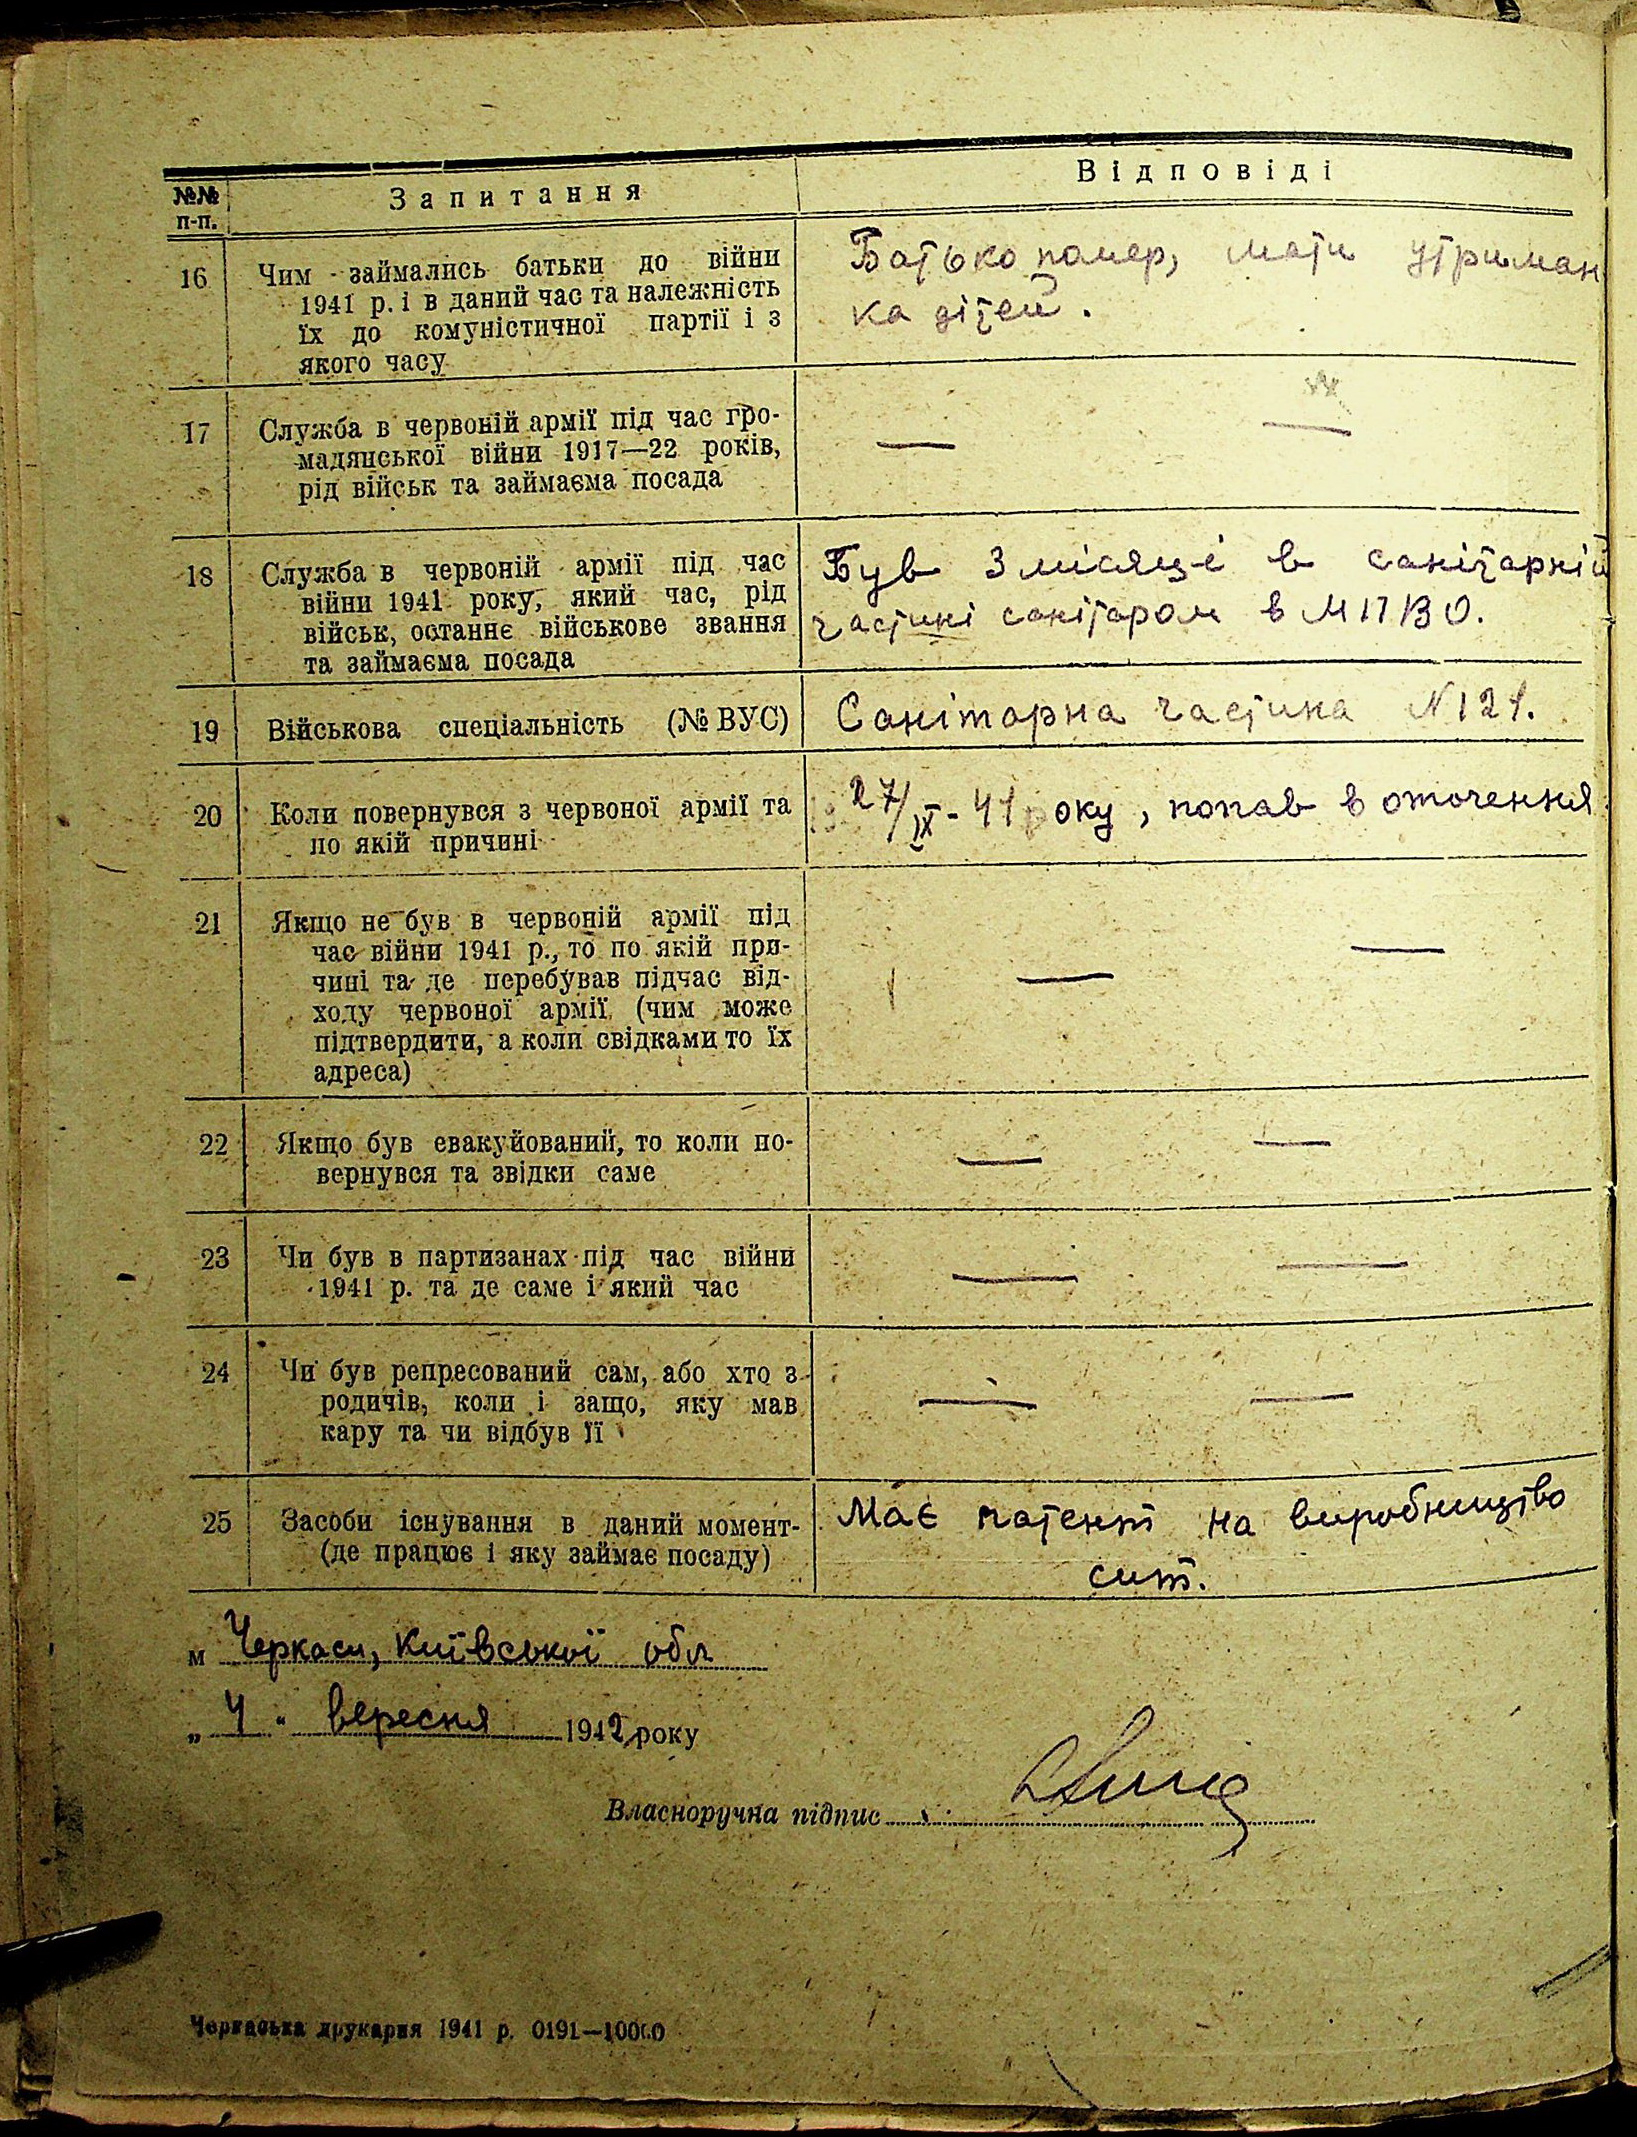 №№ п-п. Запитання Відповіді
16 Чим займались батьки до війни
1941 р. і в даний час та належність
їх до комуністичної партії і з
якого часу
Батько помер, мати утриман
ка дітей.
17 Служба в червоній армії під час гро-
мадянської війни 1917—22 років,
рід військ та займаєма посада
— —
18 Служба в червоній армії під час
війни 1941 року, який час, рід
військ, останнє військове звання
та займаєма посада
Був 3 місяці в санітарній
частині санітаром в МПВО.
19 Військова спеціальність (№ ВУС)
Санітарна частина N 121.
20 Коли повернувся з червоної армії та
по якій причині
27/IX-41 року, попав в оточення
21 Якщо не був в червоній армії під
час війни 1941 р., то по якій при-
чині та де перебував підчас від-
ходу червоної армії (чим може
підтвердити, а коли свідками то їх
адреса)
— —
22 Якщо був евакуйований, то коли по-
вернувся та звідки саме
— —
23 Чи був в партизанах під час війни
1941 р. та де саме і який час
— —
24 Чи був репресований сам, або хто з
родичів, коли і защо, яку мав
кару та чи відбув її
— —
25 Засоби існування в даний момент-
(де працює і яку займає посаду)
Має патент на виробництво
сит.
м Черкаси, Київської обл
„4" вересня 1942 року
Власноручна підпис
Черкаська друкарня 1941 р. 0191—10000